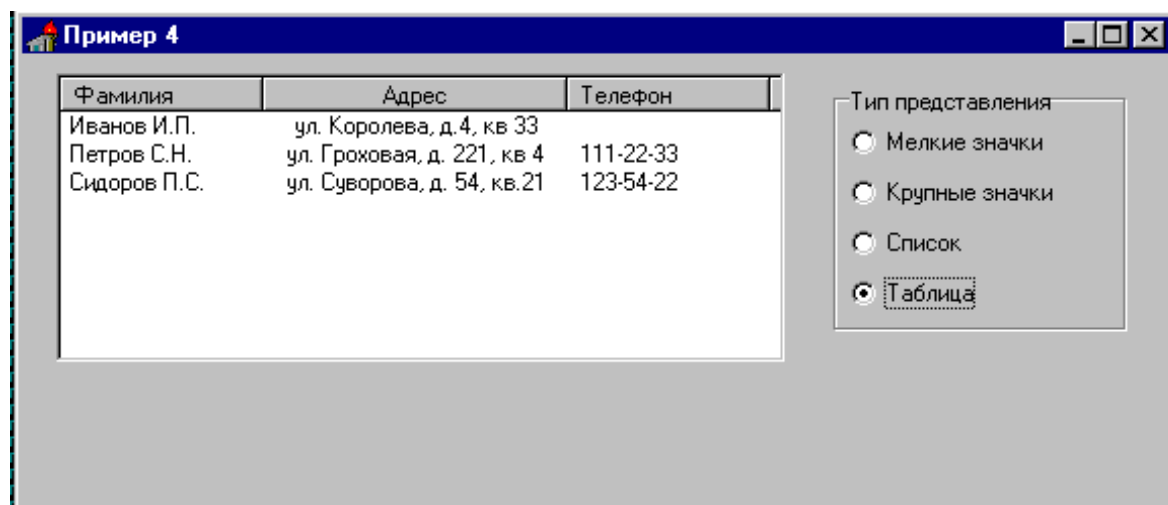 Пример 4
Фамилия Адрес Телефон
Иванов И.П. ул. Королева, д.4, кв 33
Петров С.Н. ул. Гроховая, д. 221, кв 4 111-22-33
Сидоров П.С. ул. Суворова, д. 54, кв.21 123-54-22
Тип представления
Мелкие значки
Крупные значки
Список
Таблица